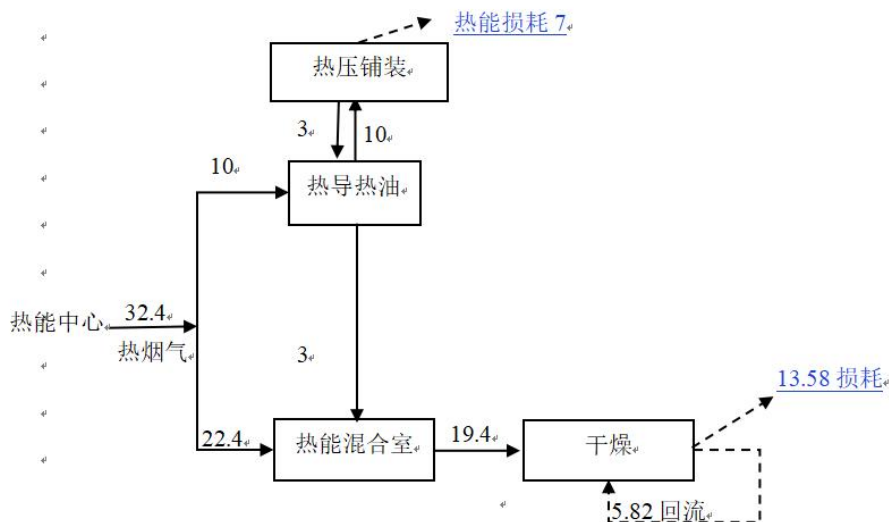 热能损耗 7
热压铺装
3
10
10
热导热油
32.4
热能中心
热烟气
3
13.58 损耗
22.4
热能混合室
19.4
干燥
5.82 回流